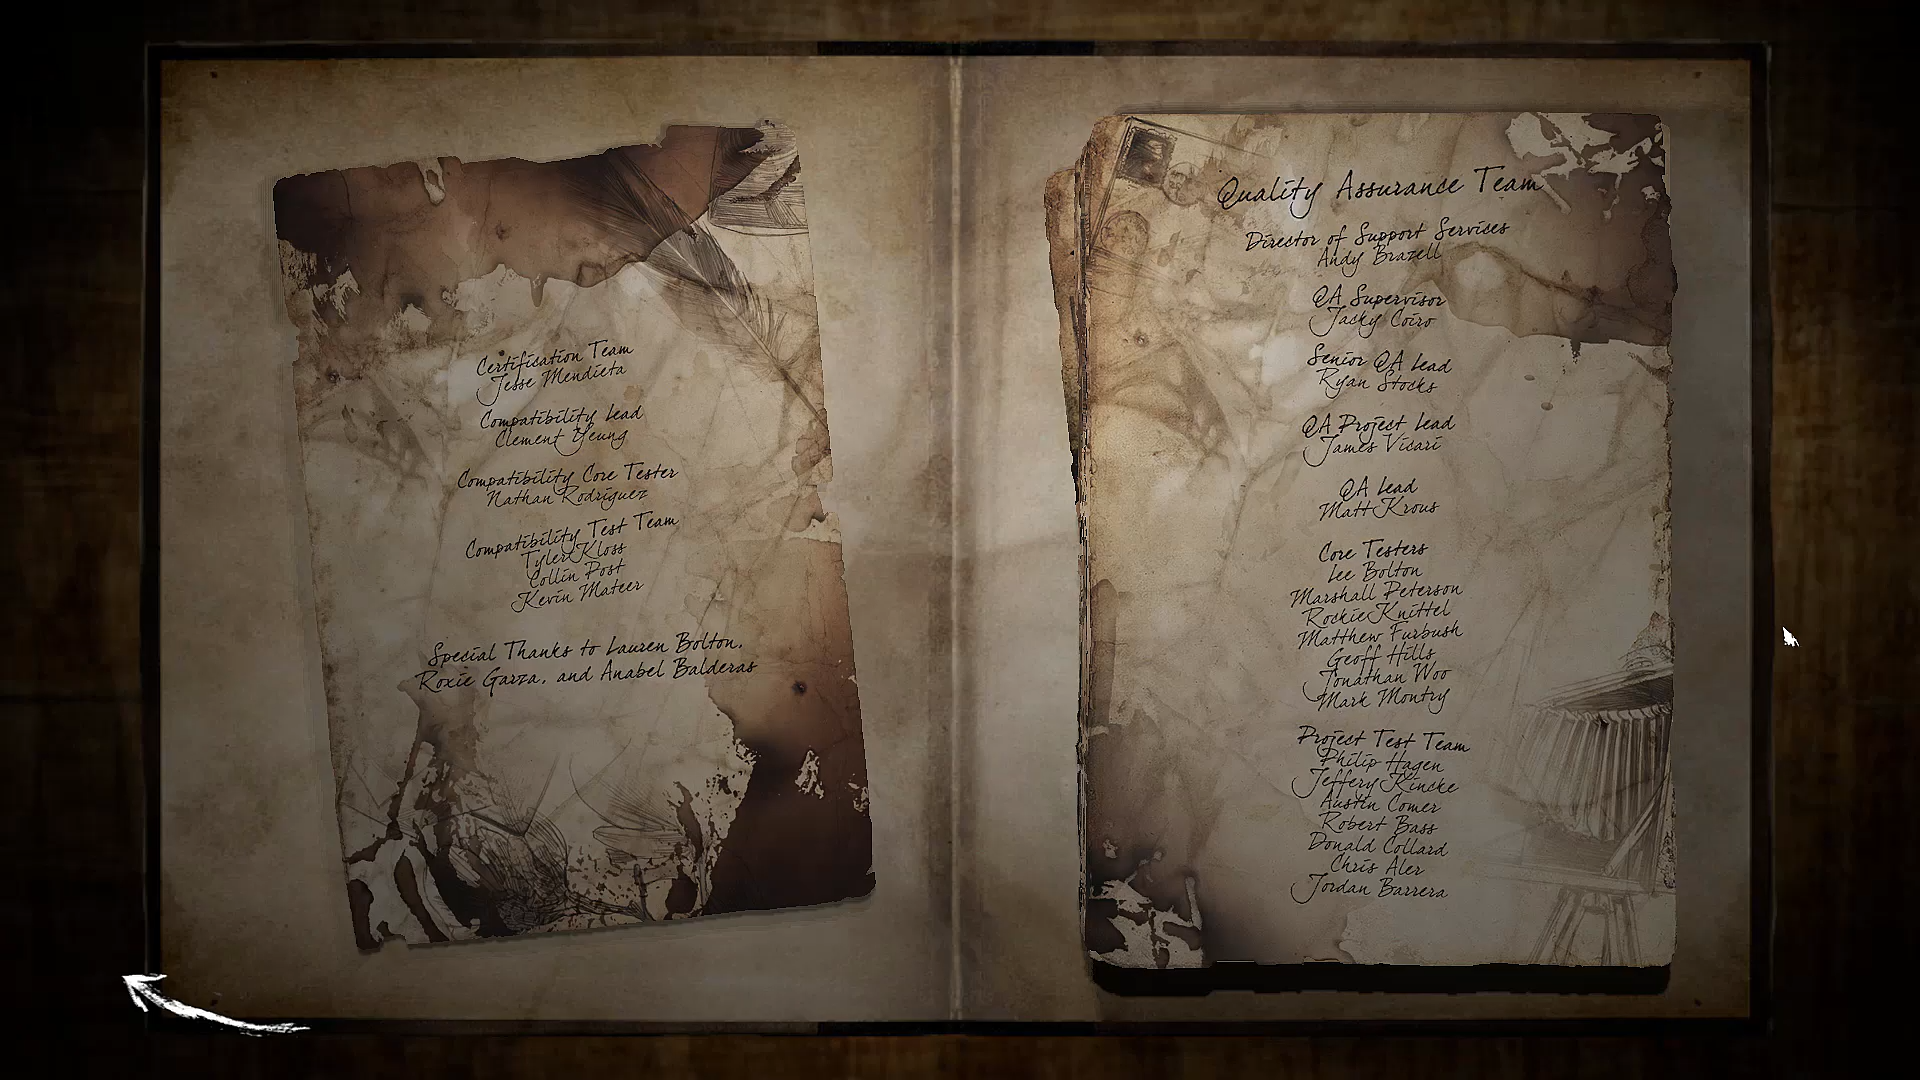 Certification Team
Jesse Mendieta
Compatibility Lead
Clement Yeung
Compatibility Core Tester
Nathan Rodriguez
Compatibility Test Team
Tyler Kloss
Collin Post
Kevin Mateer
Special Thanks to Lauren Bolton,
Roxie Garza, and Anabel Balderas
Quality Assurance Team
Director of Support Services
Andy Brazell
QA Supervisor
Jacky Coiro
Senior QA Lead
Ryan Stocks
QA Project Lead
James Vicari
QA Lead
Matt Krous
Core Testers
Lee Bolton
Marshall Peterson
Rockie Knittel
Matthew Furbush
Geoff Hills
Jonathan Woo
Mark Montry
Project Test Team
Philip Hagen
Jeffery Kincke
Austin Comer
Robert Bass
Donald Collard
Chris Aler
Jordan Barrera